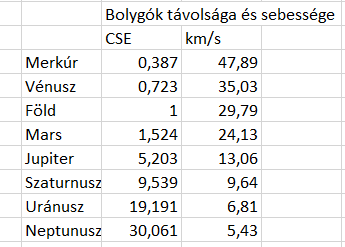 Bolygók távolsága és sebessége
CSE km/s
Merkúr 0,387 47,89
Vénusz 0,723 35,03
Föld 1 29,79
Mars 1,524 24,13
Jupiter 5,203 13,06
Szaturnusz 9,539 9,64
Uránusz 19,191 6,81
Neptunusz 30,061 5,43